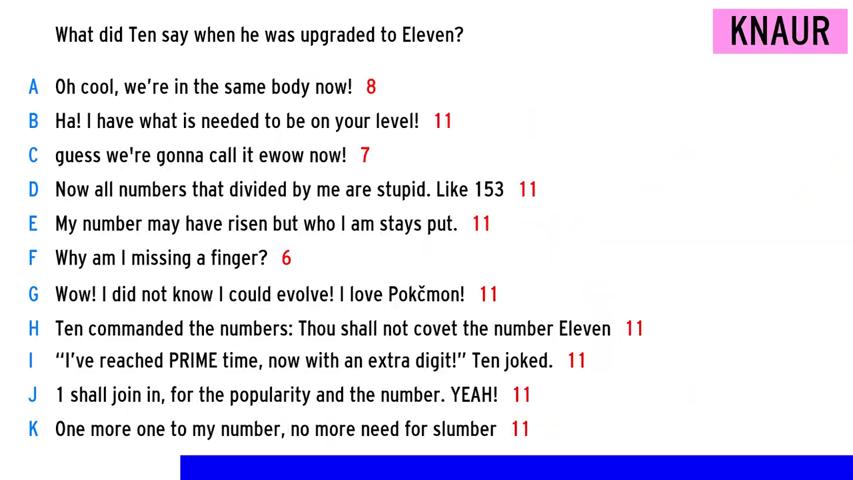 What did Ten say when he was upgraded to Eleven?
KNAUR
A Oh cool, we're in the same body now! 8
B Ha! I have what is needed to be on your level! 11
C guess we're gonna call it ewow now! 7
D Now all numbers that divided by me are stupid. Like 153 11
E My number may have risen but who I am stays put. 11
F Why am I missing a finger? 6
G Wow! I did not know I could evolve! I love Pokčmon! 11
H Ten commanded the numbers: Thou shall not covet the number Eleven 11
I “I've reached PRIME time, now with an extra digit!” Ten joked. 11
J 1 shall join in, for the popularity and the number. YEAH! 11
K One more one to my number, no more need for slumber 11